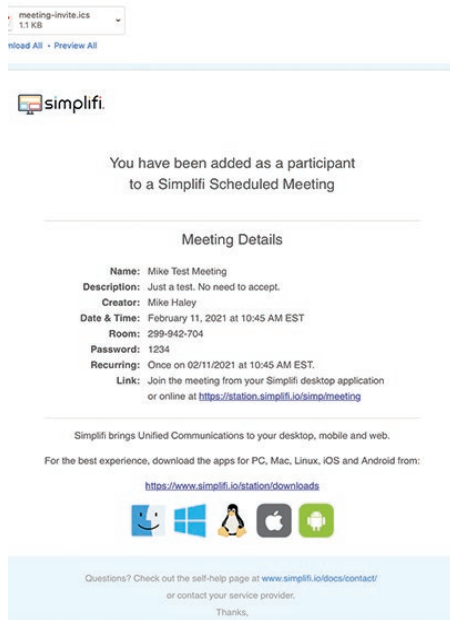 meeting-invite.ics
1.1 KB
nload All • Preview All
simplifi.
You have been added as a participant
to a Simplifi Scheduled Meeting
Meeting Details
Name: Mike Test Meeting
Description: Just a test. No need to accept.
Creator: Mike Haley
Date & Time: February 11, 2021 at 10:45 AM EST
Room: 299-942-704
Password: 1234
Recurring: Once on 02/11/2021 at 10:45 AM EST.
Link: Join the meeting from your Simplifi desktop application
or online at https://station.simplifi.io/simp/meeting
Simplifi brings Unified Communications to your desktop, mobile and web.
For the best experience, download the apps for PC, Mac, Linux, iOS and Android from:
https://www.simplifi.io/station/downloads
Questions? Check out the self-help page at www.simplifi.io/docs/contact/
or contact your service provider.
Thanks,